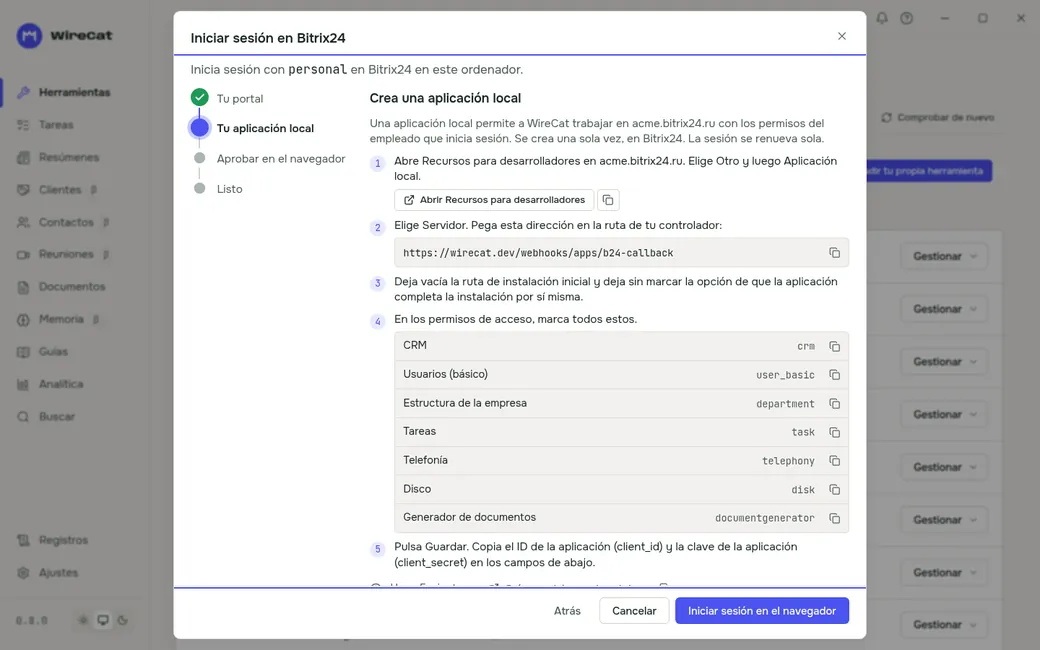 wirecat
Herramientas
Tareas
Resúmenes
Clientes β
Contactos β
Reuniones β
Documentos
Memoria β
Guías
Analítica
Buscar
Registros
Ajustes
0.8.0
Iniciar sesión en Bitrix24
Inicia sesión con personal en Bitrix24 en este ordenador.
Tu portal
Tu aplicación local
Aprobar en el navegador
Listo
Crea una aplicación local
Una aplicación local permite a WireCat trabajar en acme.bitrix24.ru con los permisos del
empleado que inicia sesión. Se crea una sola vez, en Bitrix24. La sesión se renueva sola.
1 Abre Recursos para desarrolladores en acme.bitrix24.ru. Elige Otro y luego Aplicación
local.
Abrir Recursos para desarrolladores
2 Elige Servidor. Pega esta dirección en la ruta de tu controlador:
https://wirecat.dev/webhooks/apps/b24-callback
3 Deja vacía la ruta de instalación inicial y deja sin marcar la opción de que la aplicación
completa la instalación por sí misma.
4 En los permisos de acceso, marca todos estos.
CRM crm
Usuarios (básico) user_basic
Estructura de la empresa department
Tareas task
Telefonía telephony
Disco disk
Generador de documentos documentgenerator
5 Pulsa Guardar. Copia el ID de la aplicación (client_id) y la clave de la aplicación
(client_secret) en los campos de abajo.
Atrás
Cancelar
Iniciar sesión en el navegador
Comprobar de nuevo
tu propia herramienta
Gestionar
Gestionar
Gestionar
Gestionar
Gestionar
Gestionar
Gestionar
Gestionar